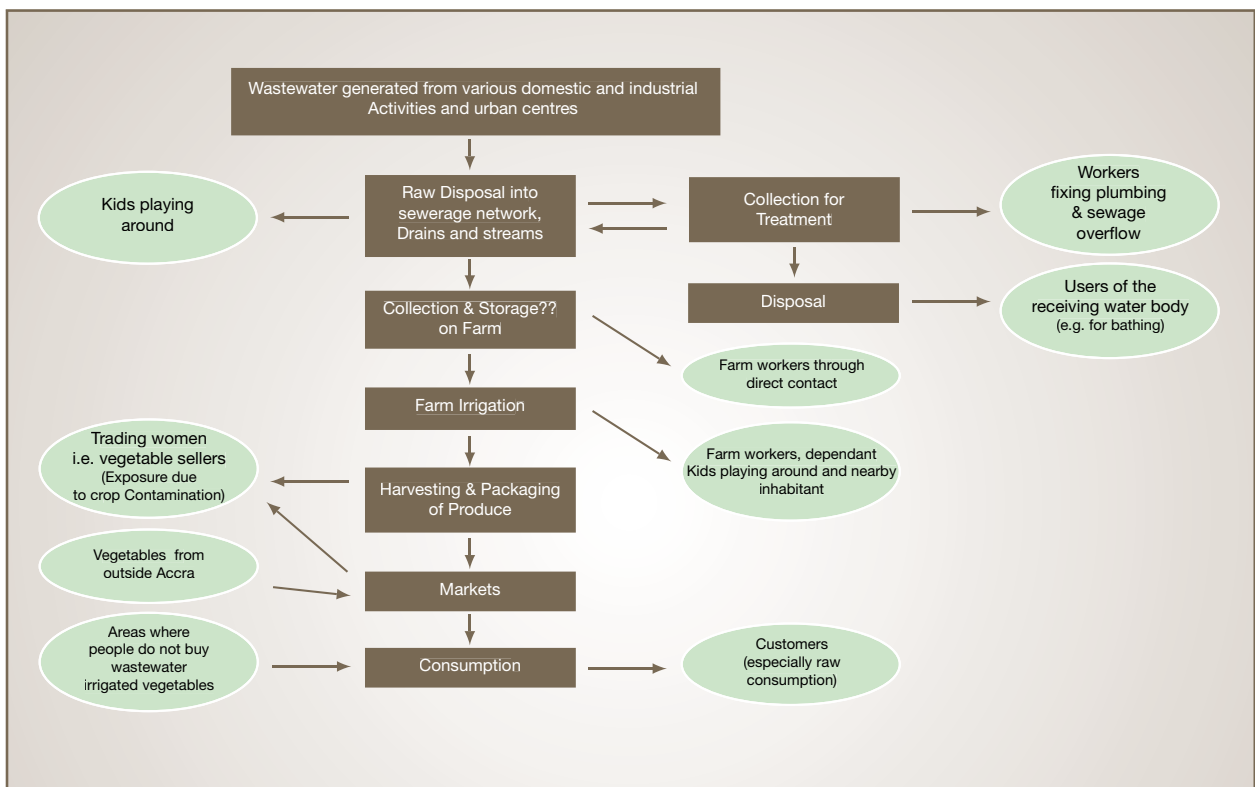 Wastewater generated from various domestic and industrial
Activities and urban centres
Kids playing
around
Raw Disposal into
sewerage network,
Drains and streams
Collection for
Treatment
Workers
fixing plumbing
& sewage
overflow
Collection & Storage??
on Farm
Disposal
Users of the
receiving water body
(e.g. for bathing)
Farm workers through
direct contact
Farm Irrigation
Trading women
i.e. vegetable sellers
(Exposure due
to crop Contamination)
Farm workers, dependant
Kids playing around and nearby
inhabitant
Harvesting & Packaging
of Produce
Vegetables from
outside Accra
Markets
Areas where
people do not buy
wastewater
irrigated vegetables
Consumption
Customers
(especially raw
consumption)